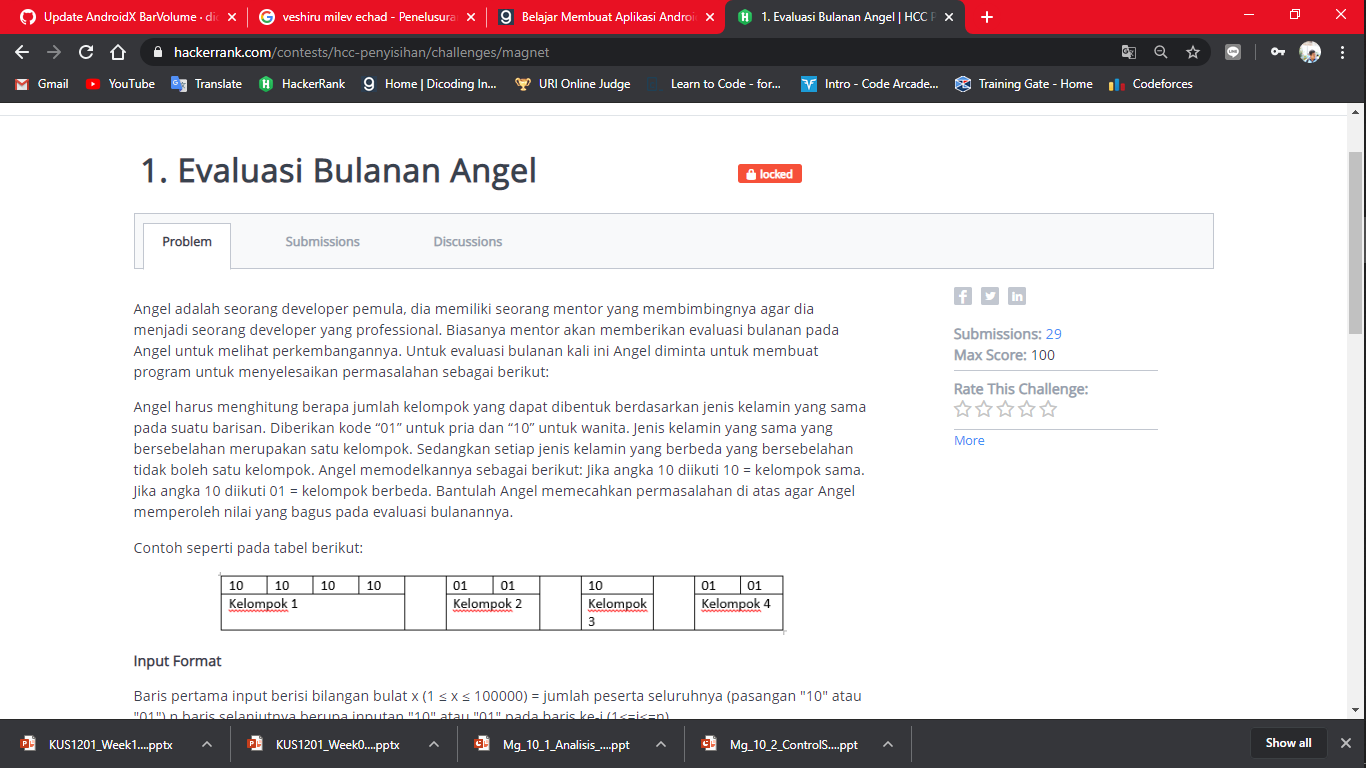 Update AndroidX BarVolume · di
veshiru milev echad - Penelusura
Belajar Membuat Aplikasi Androi
1. Evaluasi Bulanan Angel | HCC P
hackerrank.com/contests/hcc-penyisihan/challenges/magnet
Gmail
YouTube
Translate
HackerRank
Home | Dicoding In...
URI Online Judge
Learn to Code - for...
Intro - Code Arcade...
Training Gate - Home
Codeforces
1. Evaluasi Bulanan Angel
locked
Problem
Submissions
Discussions
Angel adalah seorang developer pemula, dia memiliki seorang mentor yang membimbingnya agar dia
menjadi seorang developer yang professional. Biasanya mentor akan memberikan evaluasi bulanan pada
Angel untuk melihat perkembangannya. Untuk evaluasi bulanan kali ini Angel diminta untuk membuat
program untuk menyelesaikan permasalahan sebagai berikut:
Angel harus menghitung berapa jumlah kelompok yang dapat dibentuk berdasarkan jenis kelamin yang sama
pada suatu barisan. Diberikan kode “01” untuk pria dan “10” untuk wanita. Jenis kelamin yang sama yang
bersebelahan merupakan satu kelompok. Sedangkan setiap jenis kelamin yang berbeda yang bersebelahan
tidak boleh satu kelompok. Angel memodelkannya sebagai berikut: Jika angka 10 diikuti 10 = kelompok sama.
Jika angka 10 diikuti 01 = kelompok berbeda. Bantulah Angel memecahkan permasalahan di atas agar Angel
memperoleh nilai yang bagus pada evaluasi bulanannya.
Contoh seperti pada tabel berikut:
10 10 10 10 01 01 10 01 01
Kelompok 1 Kelompok 2 Kelompok Kelompok 4
3
Input Format
Baris pertama input berisi bilangan bulat x (1 ≤ x ≤ 100000) = jumlah peserta seluruhnya (pasangan "10" atau
"01") n baris selanjutnya berupa inputan "10" atau "01" pada baris ke-i (1<=i<=n)
Submissions: 29
Max Score: 100
Rate This Challenge:
More
KUS1201_Week1....pptx
KUS1201_Week0....pptx
Mg_10_1_Analisis_....ppt
Mg_10_2_ControlS....ppt
Show all